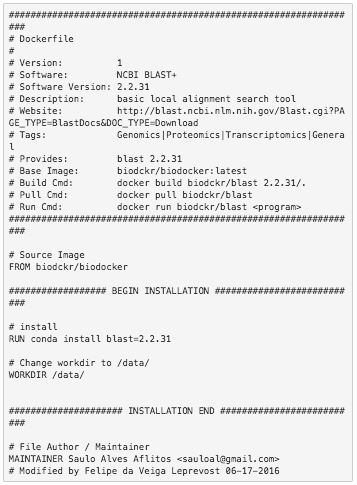 ##############################################################
###
# Dockerfile
#
# Version:          1
# Software:         NCBI BLAST+
# Software Version: 2.2.31
# Description:      basic local alignment search tool
# Website:          http://blast.ncbi.nlm.nih.gov/Blast.cgi?PA
GE_TYPE=BlastDocs&DOC_TYPE=Download
# Tags:             Genomics|Proteomics|Transcriptomics|Genera
l
# Provides:         blast 2.2.31
# Base Image:       biodckr/biodocker:latest
# Build Cmd:        docker build biodckr/blast 2.2.31/.
# Pull Cmd:         docker pull biodckr/blast
# Run Cmd:          docker run biodckr/blast <program>
##############################################################
###

# Source Image
FROM biodckr/biodocker

################## BEGIN INSTALLATION ########################
###

# install
RUN conda install blast=2.2.31

# Change workdir to /data/
WORKDIR /data/


##################### INSTALLATION END #######################
###

# File Author / Maintainer
MAINTAINER Saulo Alves Aflitos <sauloal@gmail.com>
# Modified by Felipe da Veiga Leprevost 06-17-2016